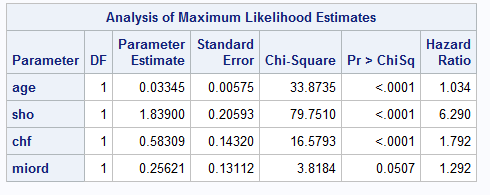 Analysis of Maximum Likelihood Estimates
Parameter DF Parameter Estimate Standard Error Chi-Square Pr > ChiSq Hazard Ratio
age 1 0.03345 0.00575 33.8735 <.0001 1.034
sho 1 1.83900 0.20593 79.7510 <.0001 6.290
chf 1 0.58309 0.14320 16.5793 <.0001 1.792
miord 1 0.25621 0.13112 3.8184 0.0507 1.292